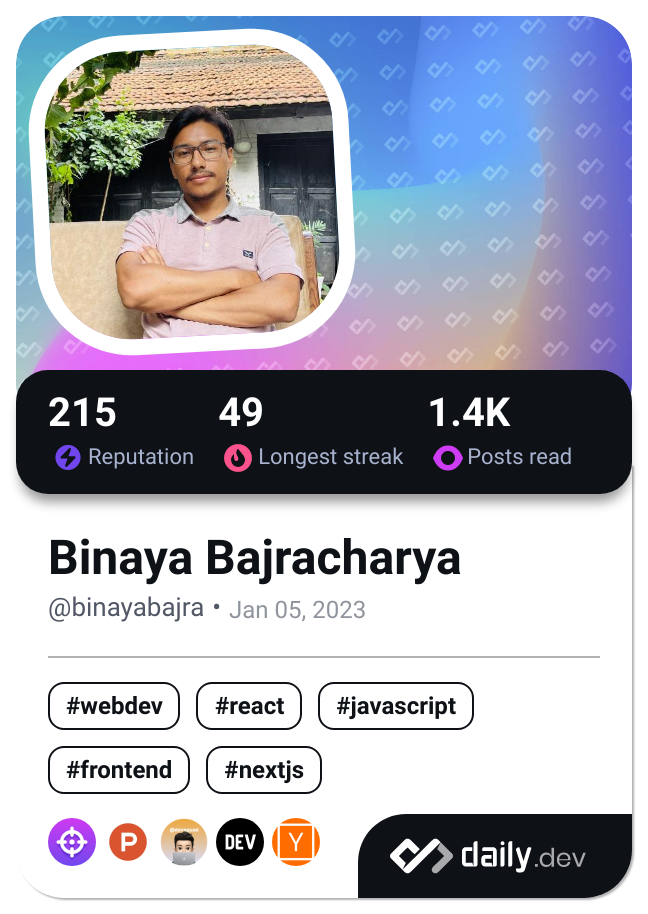 215 49 1.4K
Reputation Longest streak Posts read
Binaya Bajracharya
@binayabajra • Jan 05, 2023
#webdev #react #javascript
#frontend #nextjs
P DEV Y
daily.dev